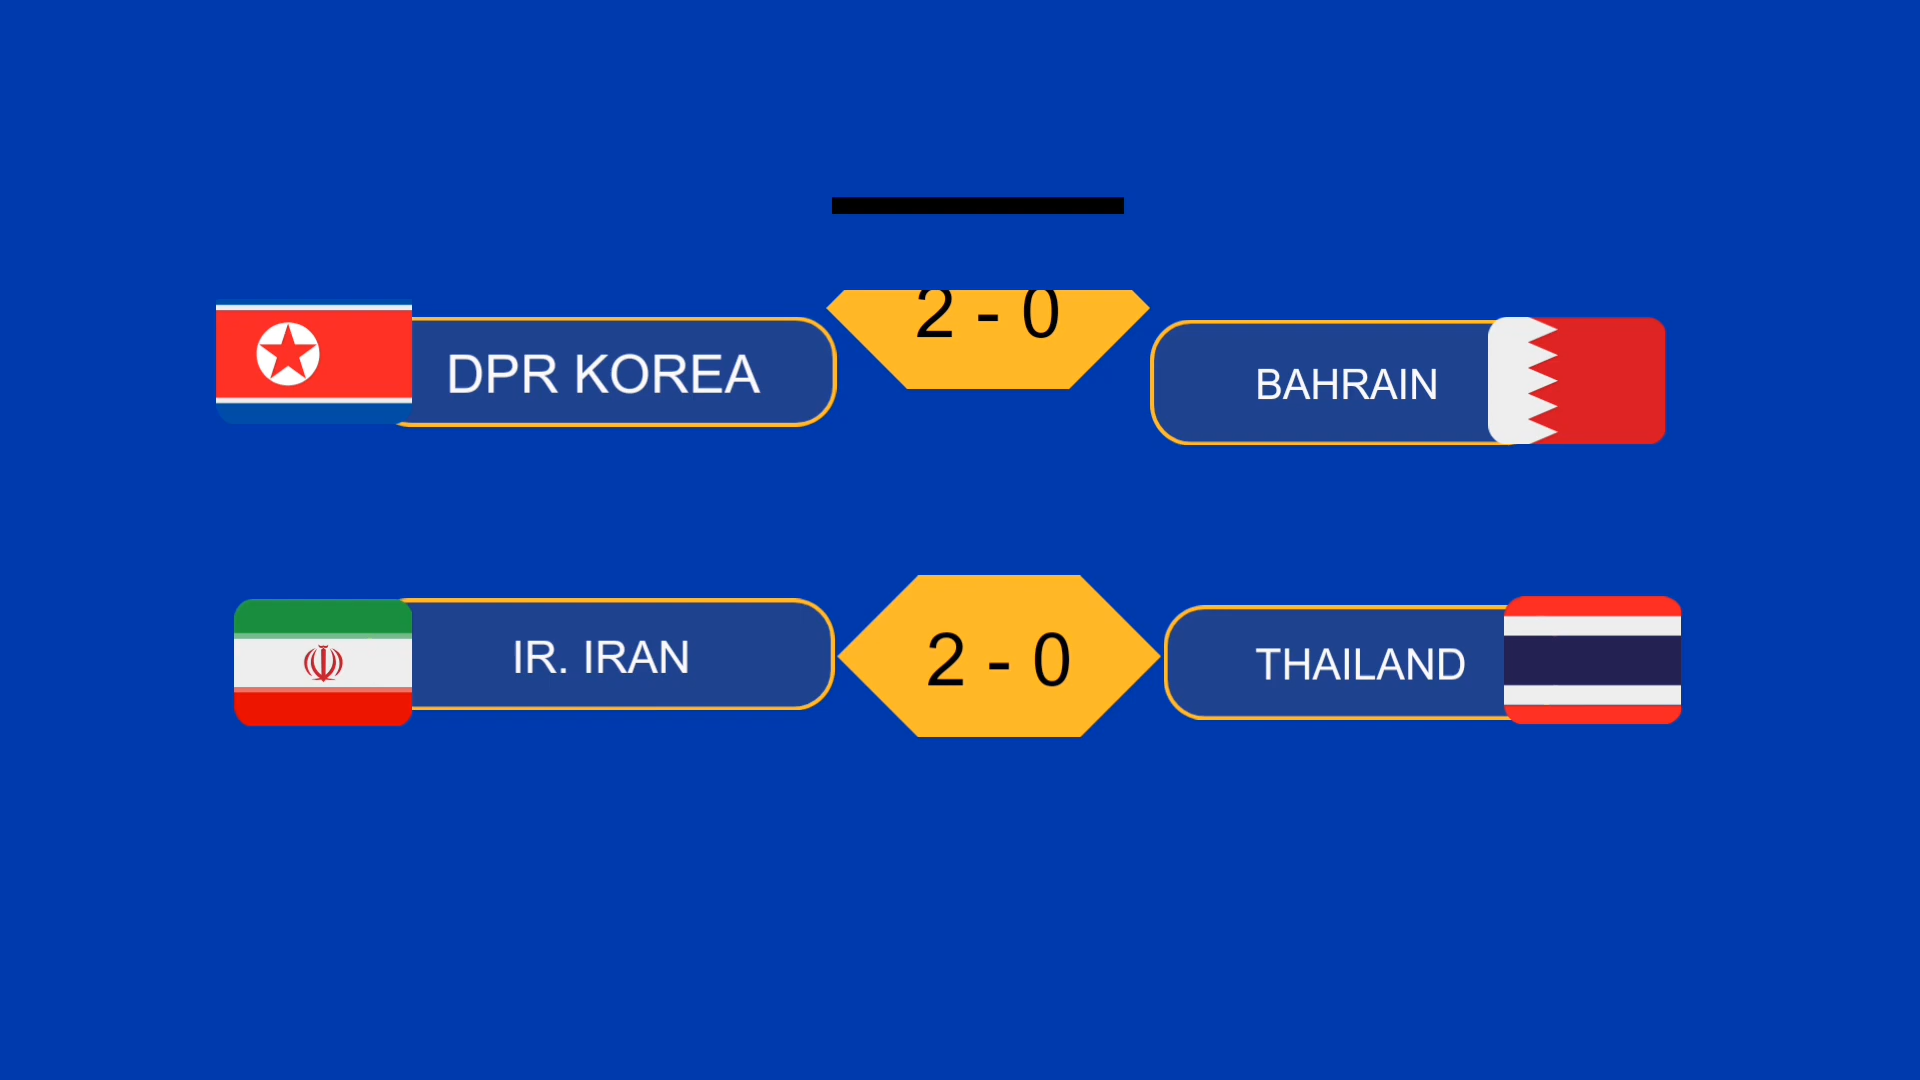 DPR KOREA 2 - 0 BAHRAIN
IR. IRAN 2 - 0 THAILAND